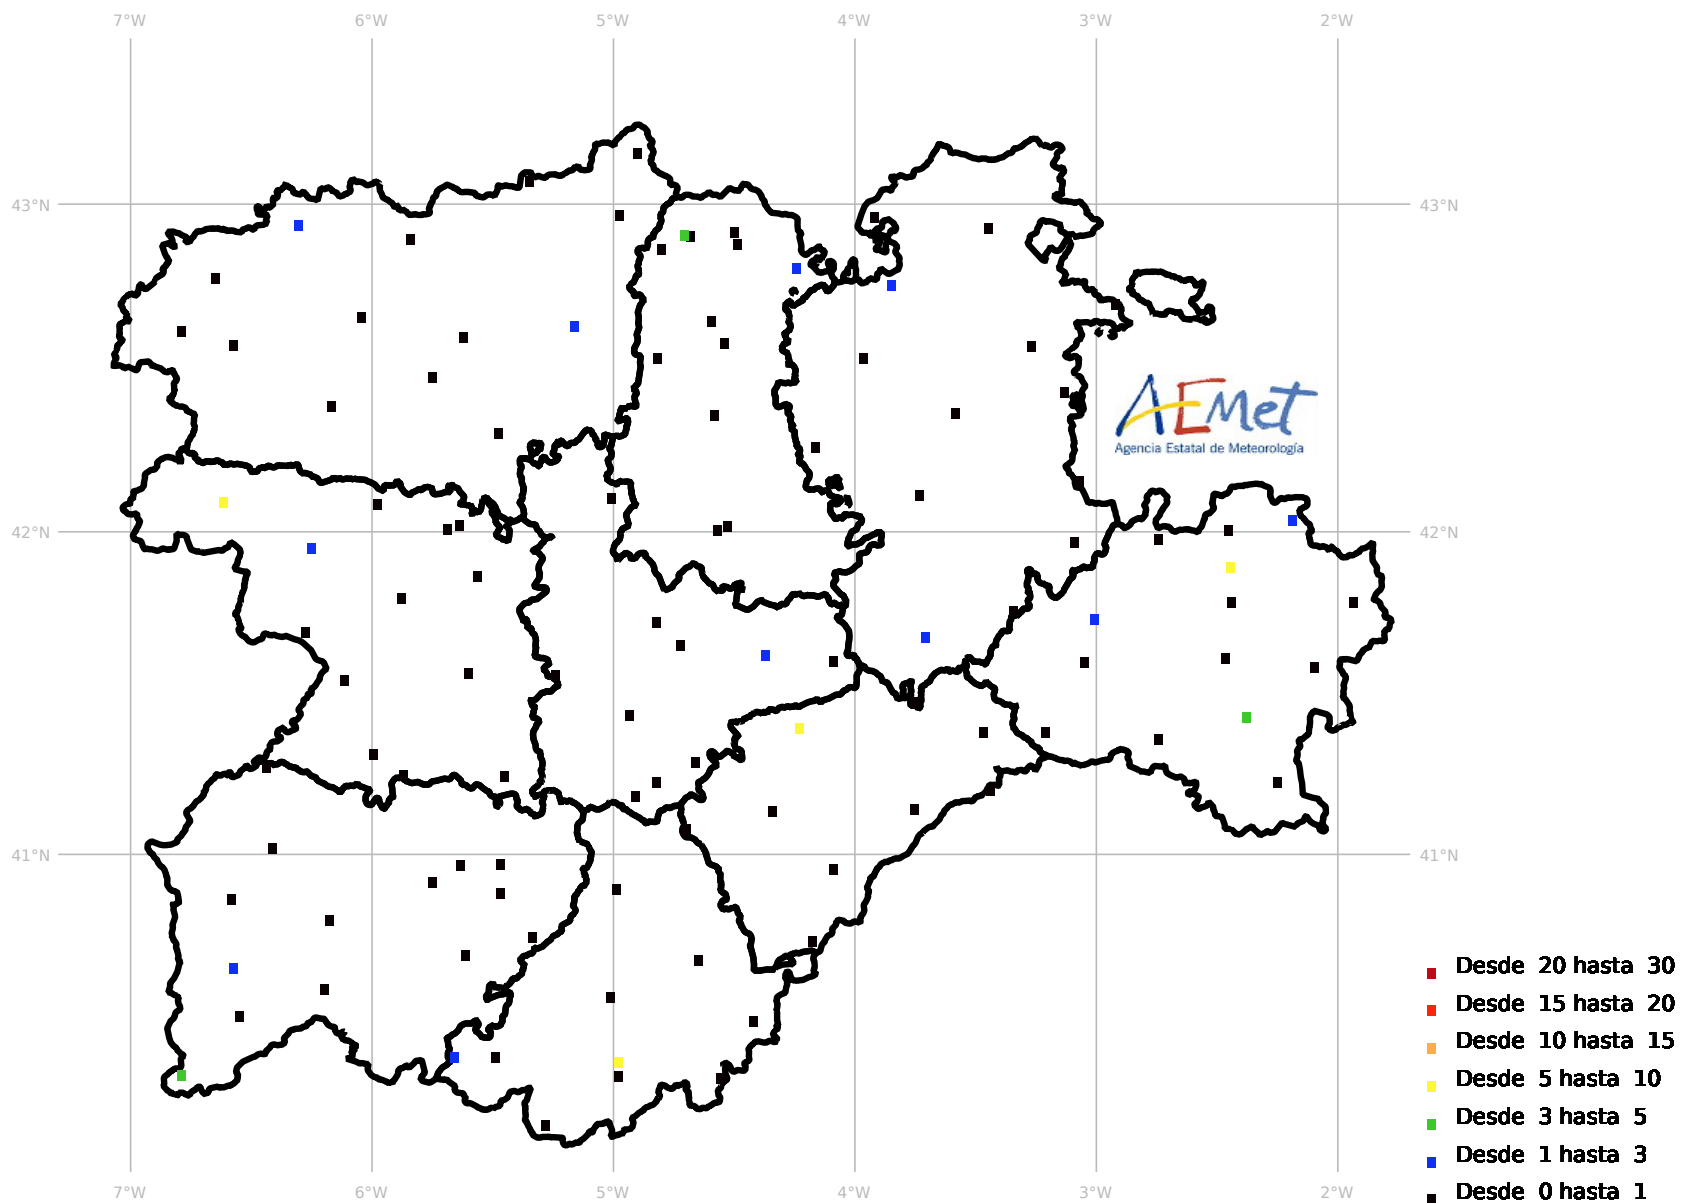 7°W 6°W 5°W 4°W 3°W 2°W
43°N 43°N
AEMet
Agencia Estatal de Meteorología
42°N 42°N
41°N 41°N
Desde 20 hasta 30
Desde 15 hasta 20
Desde 10 hasta 15
Desde 5 hasta 10
Desde 3 hasta 5
Desde 1 hasta 3
Desde 0 hasta 1
7°W 6°W 5°W 4°W 3°W 2°W